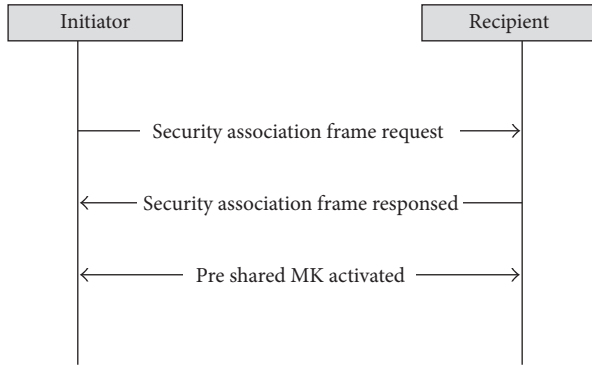 Initiator
Recipient
Security association frame request
Security association frame responsed
Pre shared MK activated